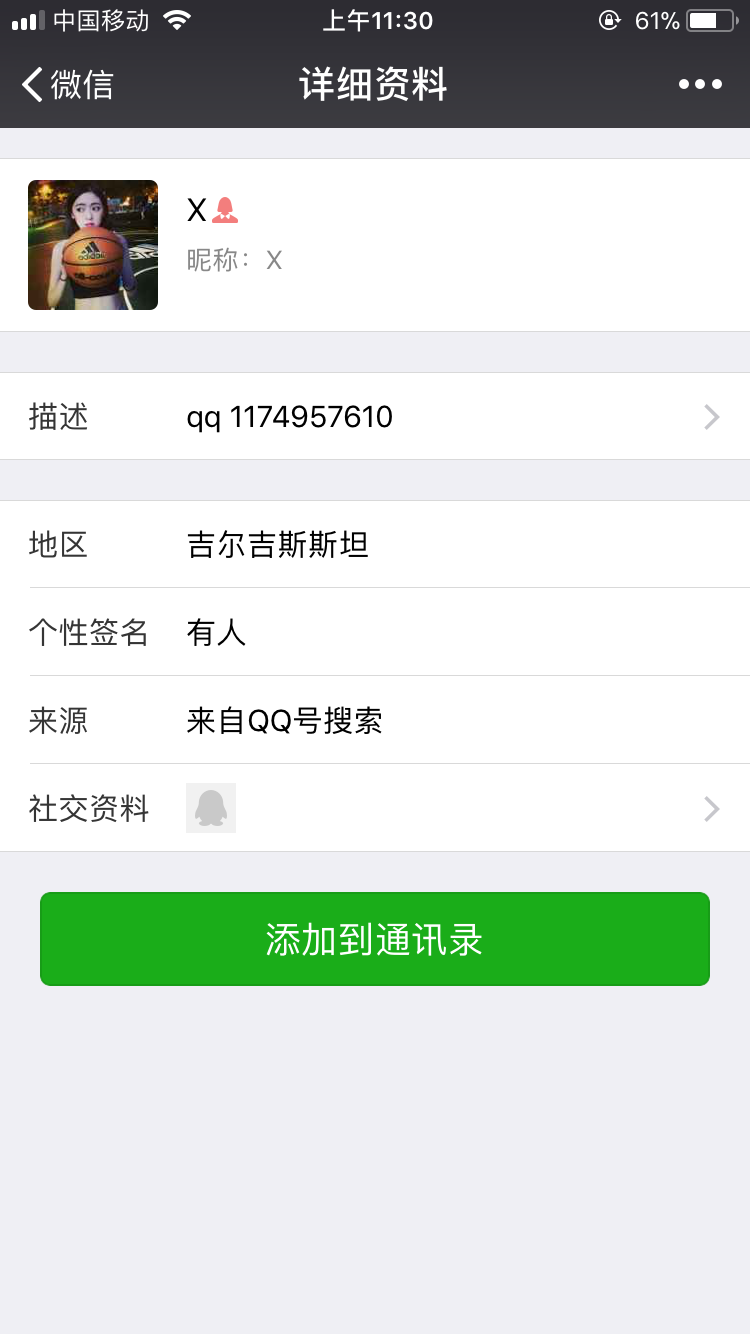 中国移动 上午11:30 61%
微信 详细资料
X
昵称: X
adidas
描述 qq 1174957610
地区 吉尔吉斯斯坦
个性签名 有人
来源 来自QQ号搜索
社交资料
添加到通讯录